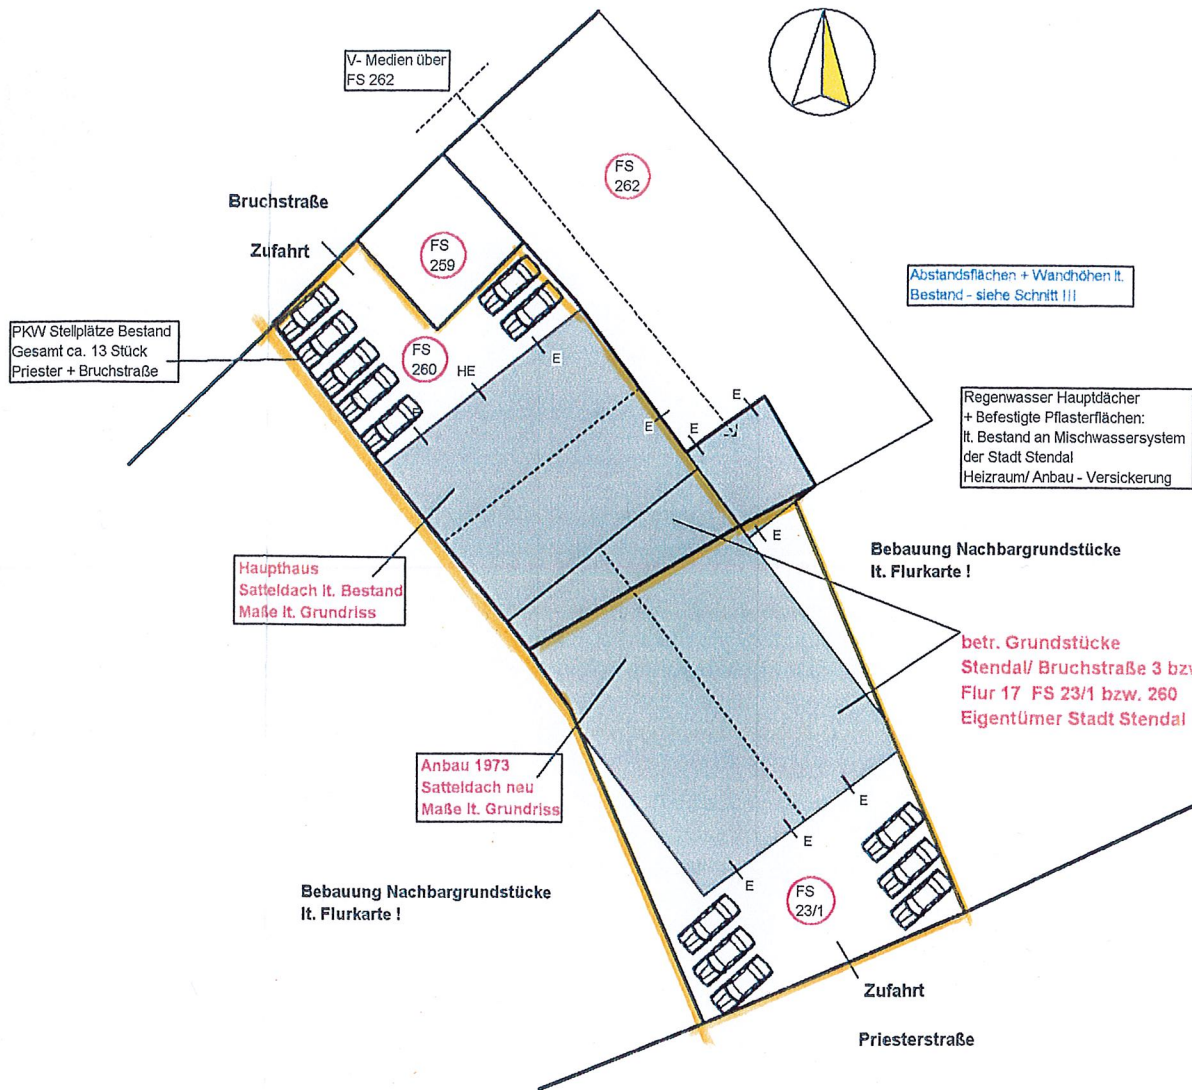 V- Medien über
FS 262
FS
262
Bruchstraße
Zufahrt
FS
259
Abstandsflächen + Wandhöhen lt.
Bestand - siehe Schnitt !!!
PKW Stellplätze Bestand
Gesamt ca. 13 Stück
Priester + Bruchstraße
FS
260
HE
E
E
Regenwasser Hauptdächer
+ Befestigte Pflasterflächen:
lt. Bestand an Mischwassersystem
der Stadt Stendal
Heizraum/ Anbau - Versickerung
E
E
E
E
Bebauung Nachbargrundstücke
lt. Flurkarte !
Haupthaus
Satteldach lt. Bestand
Maße lt. Grundriss
betr. Grundstücke
Stendal/ Bruchstraße 3 bzw
Flur 17 FS 23/1 bzw. 260
Eigentümer Stadt Stendal
Anbau 1973
Satteldach neu
Maße lt. Grundriss
E
E
E
Bebauung Nachbargrundstücke
lt. Flurkarte !
FS
23/1
Zufahrt
Priesterstraße